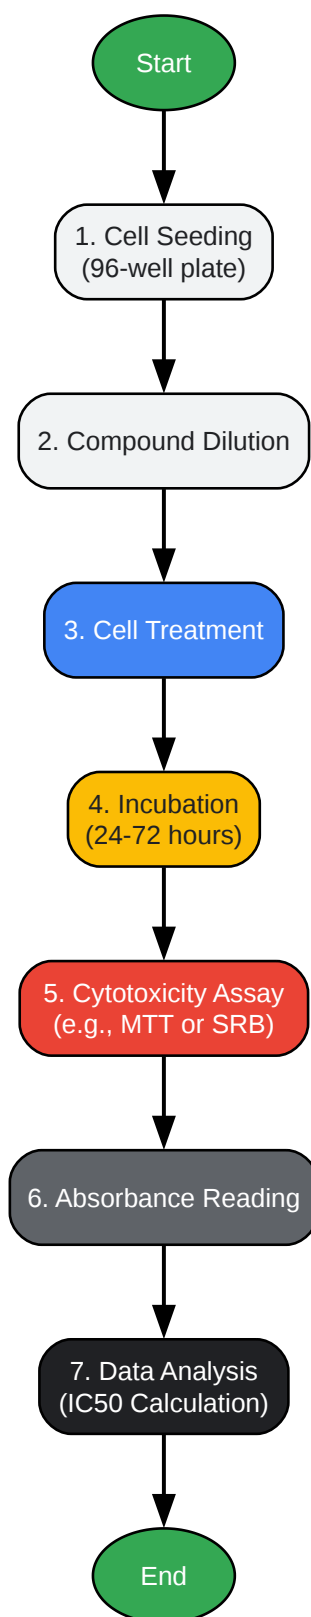 Start
1. Cell Seeding
(96-well plate)
2. Compound Dilution
3. Cell Treatment
4. Incubation
(24-72 hours)
5. Cytotoxicity Assay
(e.g., MTT or SRB)
6. Absorbance Reading
7. Data Analysis
(IC50 Calculation)
End